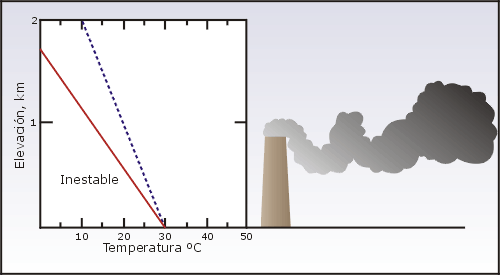 2
1
Elevación, km
Inestable
10 20 30 40 50
Temperatura ºC